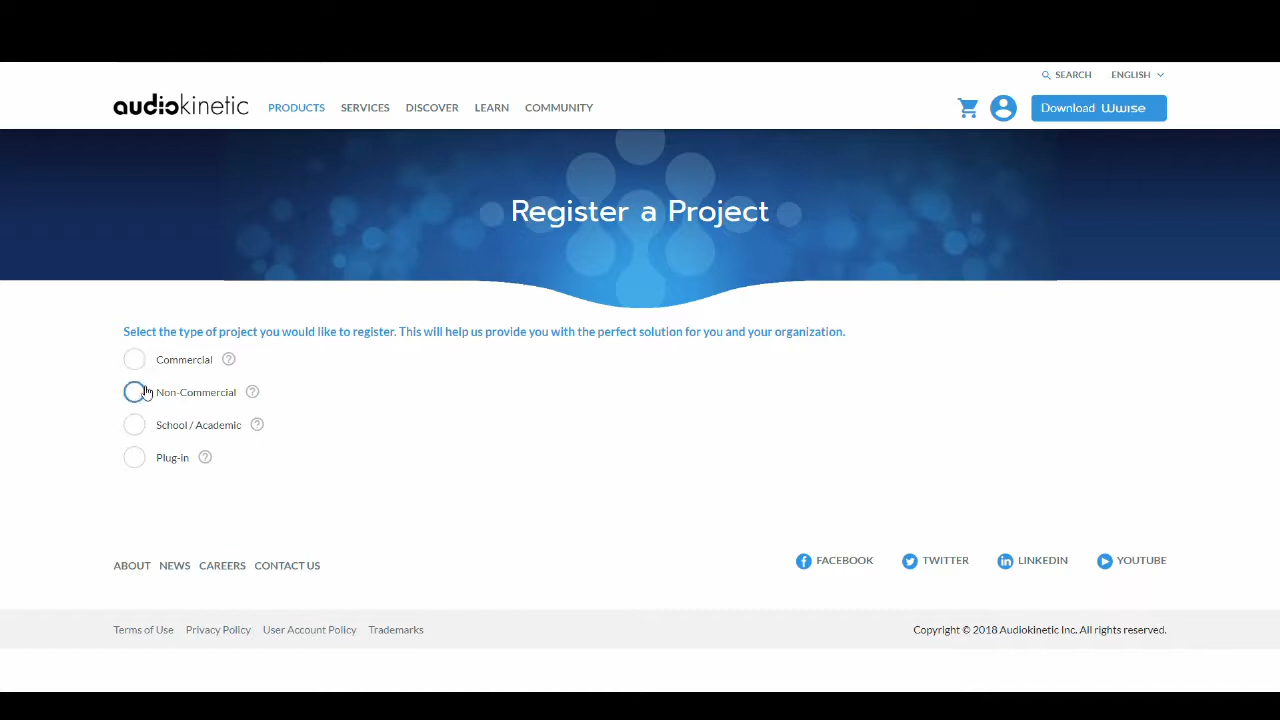 SEARCH ENGLISH
audiokinetic PRODUCTS SERVICES DISCOVER LEARN COMMUNITY Download Wwise
Register a Project
Select the type of project you would like to register. This will help us provide you with the perfect solution for you and your organization.
Commercial ?
Non-Commercial ?
School / Academic ?
Plug-in ?
ABOUT NEWS CAREERS CONTACT US FACEBOOK TWITTER LINKEDIN YOUTUBE
Terms of Use Privacy Policy User Account Policy Trademarks Copyright © 2018 Audiokinetic Inc. All rights reserved.